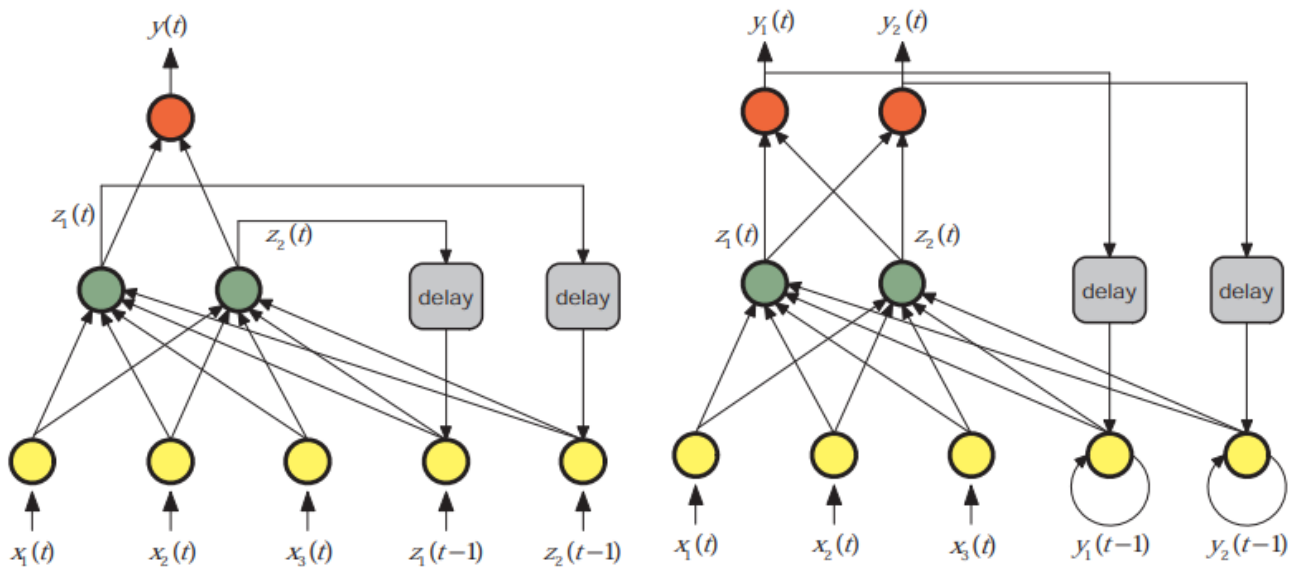 y(t)
z₁(t)
z₂(t)
delay
delay
x₁(t)
x₂(t)
x₃(t)
z₁(t−1)
z₂(t−1)
y₁(t)
y₂(t)
z₁(t)
z₂(t)
delay
delay
x₁(t)
x₂(t)
x₃(t)
y₁(t−1)
y₂(t−1)